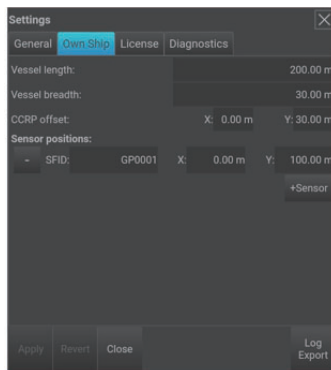 Settings
General Own Ship License Diagnostics
Vessel length: 200.00 m
Vessel breadth: 30.00 m
CCRP offset: X: 0.00 m Y: 30.00 m
Sensor positions:
- SFID: GP0001 X: 0.00 m Y: 100.00 m
+Sensor
Apply Revert Close Log
Export